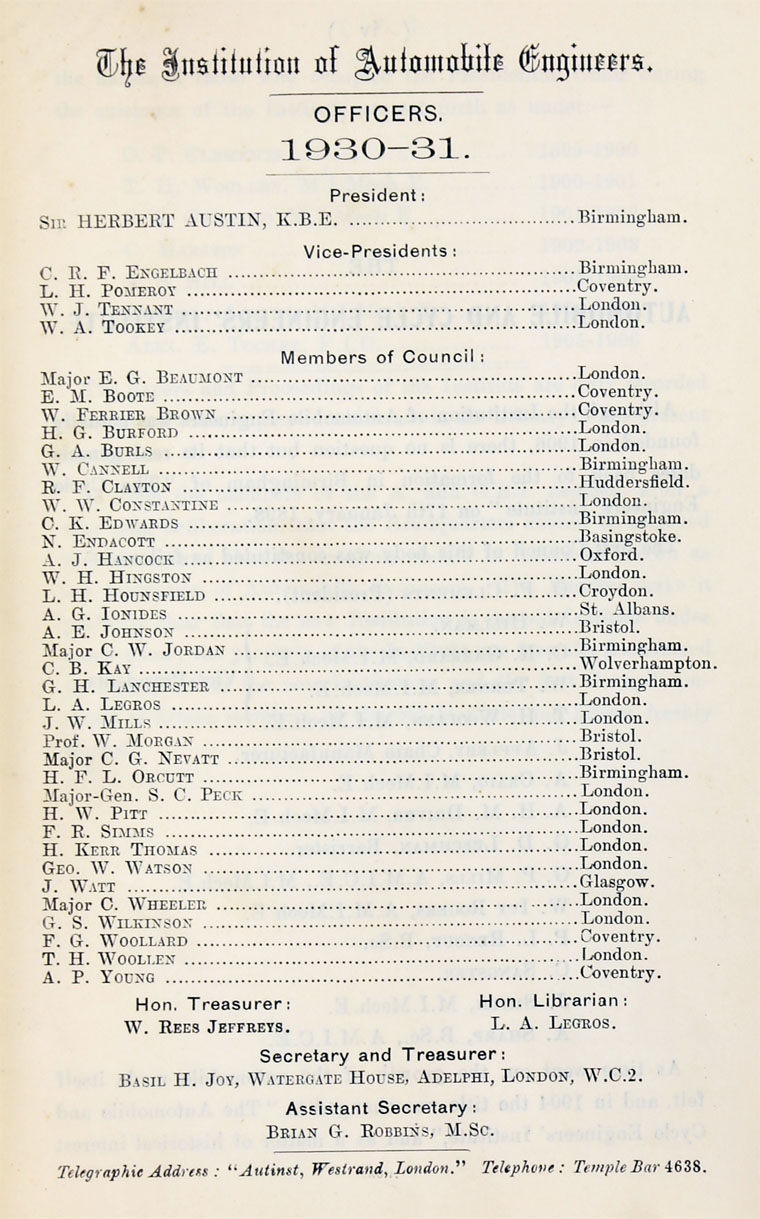 The Institution of Automobile Engineers.
OFFICERS.
1930-31.
President:
Sir HERBERT AUSTIN, K.B.E. ................................Birmingham.
Vice-Presidents:
C. R. F. Engelbach ................................Birmingham.
L. H. Pomeroy ................................Coventry.
W. J. Tennant ................................London.
W. A. Tookey ................................London.
Members of Council:
Major E. G. Beaumont ................................London.
E. M. Boote ................................Coventry.
W. Ferrier Brown ................................Coventry.
H. G. Burford ................................London.
G. A. Burls ................................London.
W. Cannell ................................Birmingham.
R. F. Clayton ................................Huddersfield.
W. W. Constantine ................................London.
C. K. Edwards ................................Birmingham.
N. Endacott ................................Basingstoke.
A. J. Hancock ................................Oxford.
W. H. Hingston ................................London.
L. H. Hounsfield ................................Croydon.
A. G. Ionides ................................St. Albans.
A. E. Johnson ................................Bristol.
Major C. W. Jordan ................................Birmingham.
C. B. Kay ................................Wolverhampton.
G. H. Lanchester ................................Birmingham.
L. A. Legros ................................London.
J. W. Mills ................................London.
Prof. W. Morgan ................................Bristol.
Major C. G. Nevatt ................................Bristol.
H. F. L. Orcutt ................................Birmingham.
Major-Gen. S. C. Peck ................................London.
H. W. Pitt ................................London.
F. R. Simms ................................London.
H. Kerr Thomas ................................London.
Geo. W. Watson ................................London.
J. Watt ................................Glasgow.
Major C. Wheeler ................................London.
G. S. Wilkinson ................................London.
F. G. Woollard ................................Coventry.
T. H. Woollen ................................London.
A. P. Young ................................Coventry.
Hon. Treasurer: Hon. Librarian:
W. Rees Jeffreys. L. A. Legros.
Secretary and Treasurer:
Basil H. Joy, Watergate House, Adelphi, London, W.C.2.
Assistant Secretary:
Brian G. Robbins, M.Sc.
Telegraphic Address: "Autinst, Westrand, London." Telephone: Temple Bar 4638.